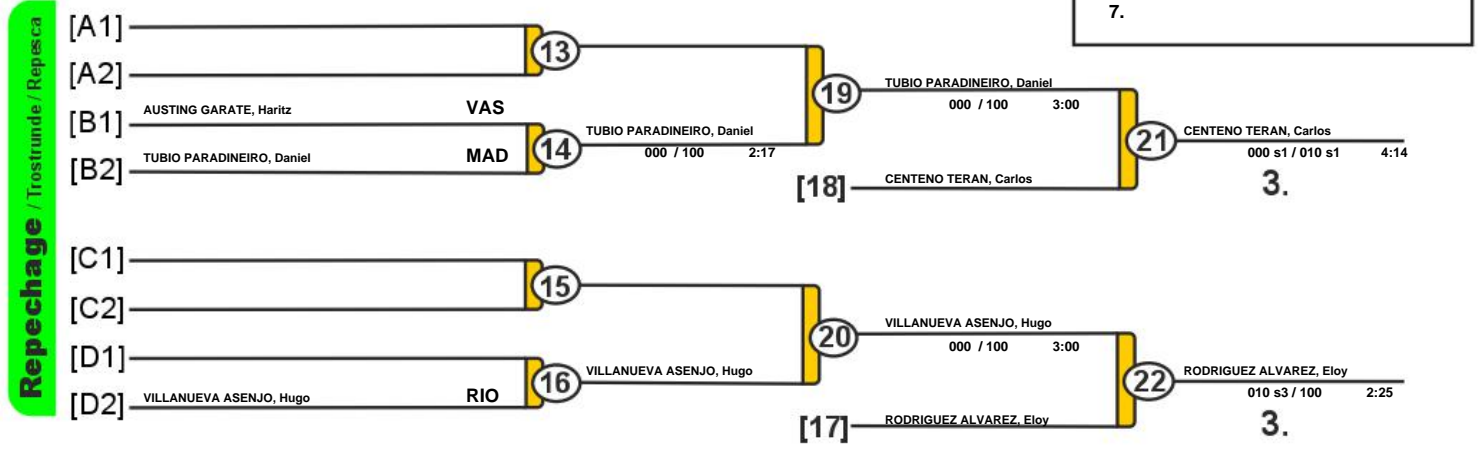 7.
Repechage / Trostrunde / Repesca
[A1]
13
[A2]
19
TUBIO PARADINEIRO, Daniel
000 / 100 3:00
[B1] AUSTING GARATE, Haritz VAS
14
TUBIO PARADINEIRO, Daniel
000 / 100 2:17
[B2] TUBIO PARADINEIRO, Daniel MAD
21
CENTENO TERAN, Carlos
000 s1 / 010 s1 4:14
3.
[18] CENTENO TERAN, Carlos
[C1]
15
[C2]
20
VILLANUEVA ASENJO, Hugo
000 / 100 3:00
[D1]
16
VILLANUEVA ASENJO, Hugo
[D2] VILLANUEVA ASENJO, Hugo RIO
22
RODRIGUEZ ALVAREZ, Eloy
010 s3 / 100 2:25
3.
[17] RODRIGUEZ ALVAREZ, Eloy